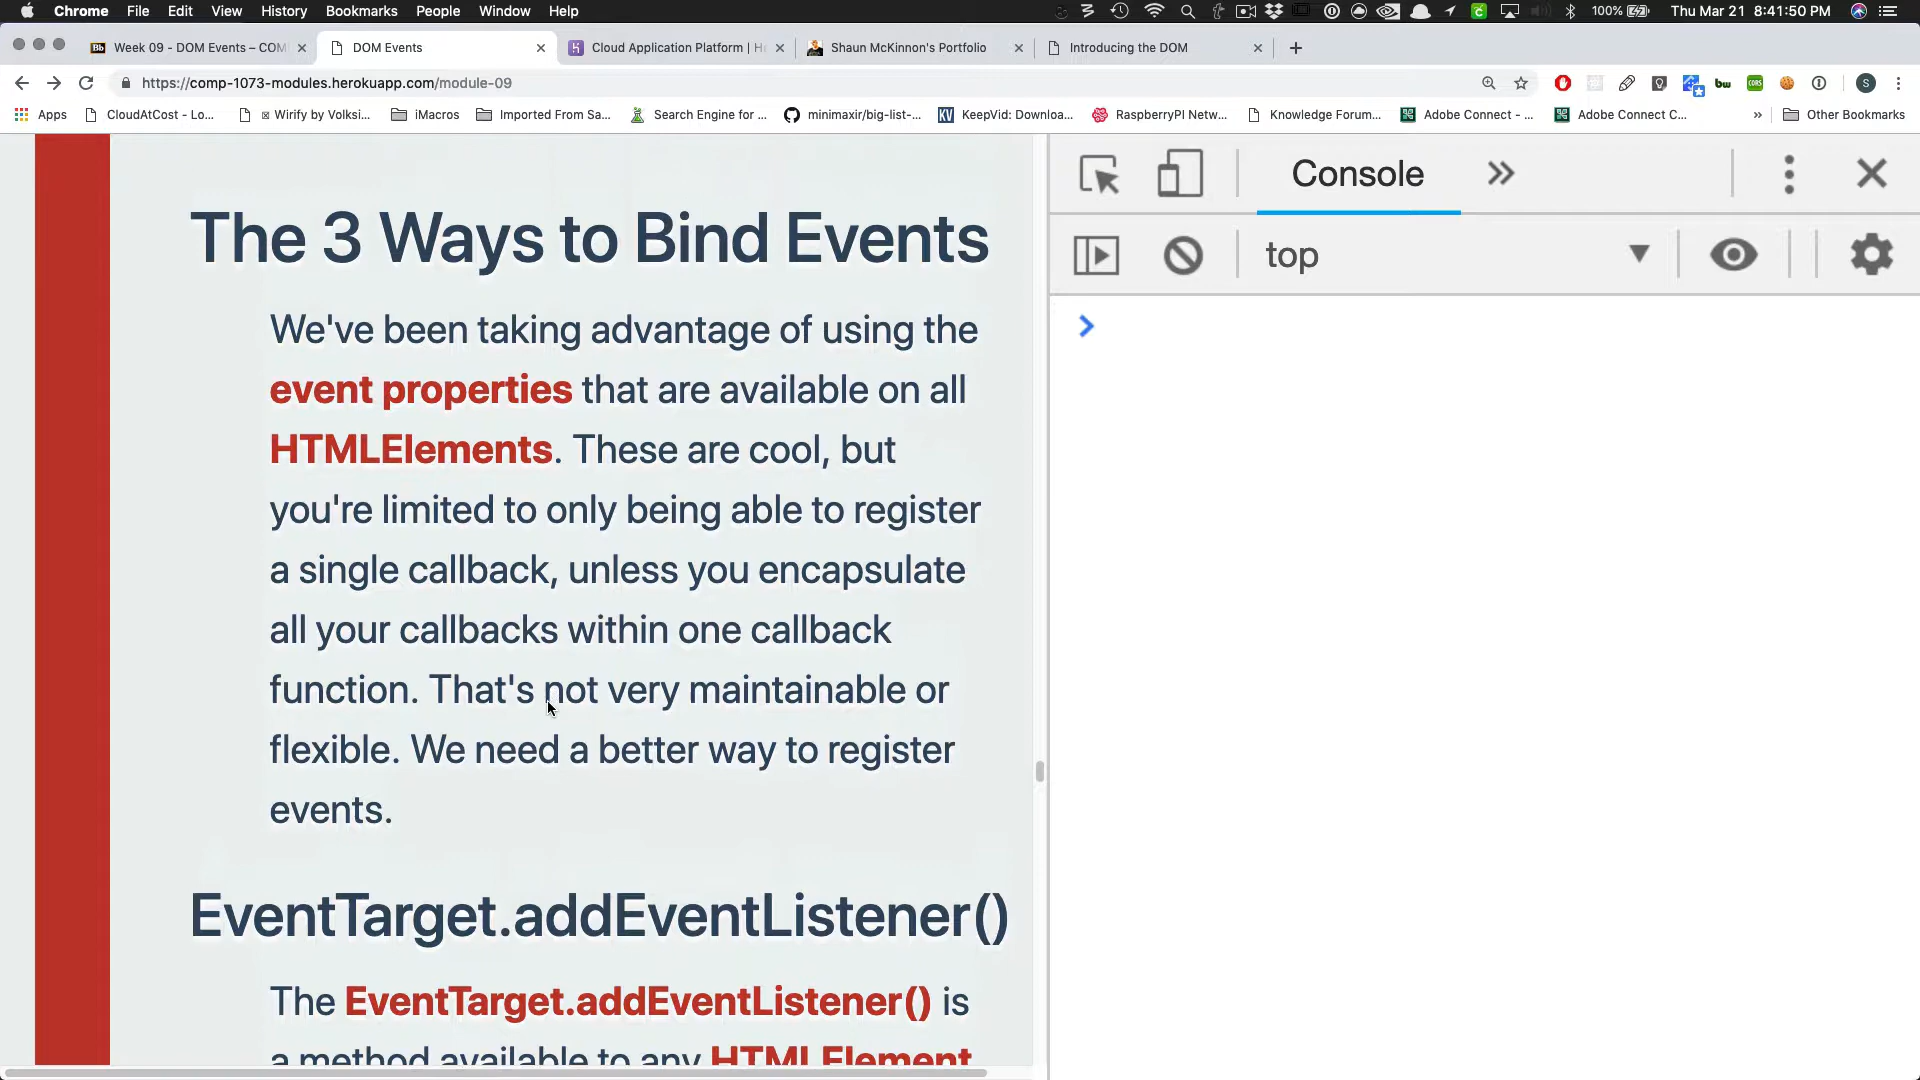 Chrome File Edit View History Bookmarks People Window Help
100% Thu Mar 21 8:41:50 PM
Week 09 - DOM Events – COM
DOM Events
Cloud Application Platform | H
Shaun McKinnon's Portfolio
Introducing the DOM
https://comp-1073-modules.herokuapp.com/module-09
Apps
CloudAtCost - Lo...
Wirify by Volksi...
iMacros
Imported From Sa...
Search Engine for ...
minimaxir/big-list-...
KeepVid: Downloa...
RaspberryPI Netw...
Knowledge Forum...
Adobe Connect - ...
Adobe Connect C...
» Other Bookmarks
The 3 Ways to Bind Events
We've been taking advantage of using the
event properties that are available on all
HTMLElements. These are cool, but
you're limited to only being able to register
a single callback, unless you encapsulate
all your callbacks within one callback
function. That's not very maintainable or
flexible. We need a better way to register
events.
EventTarget.addEventListener()
The EventTarget.addEventListener() is
a method available to any HTMLElement
Console
top